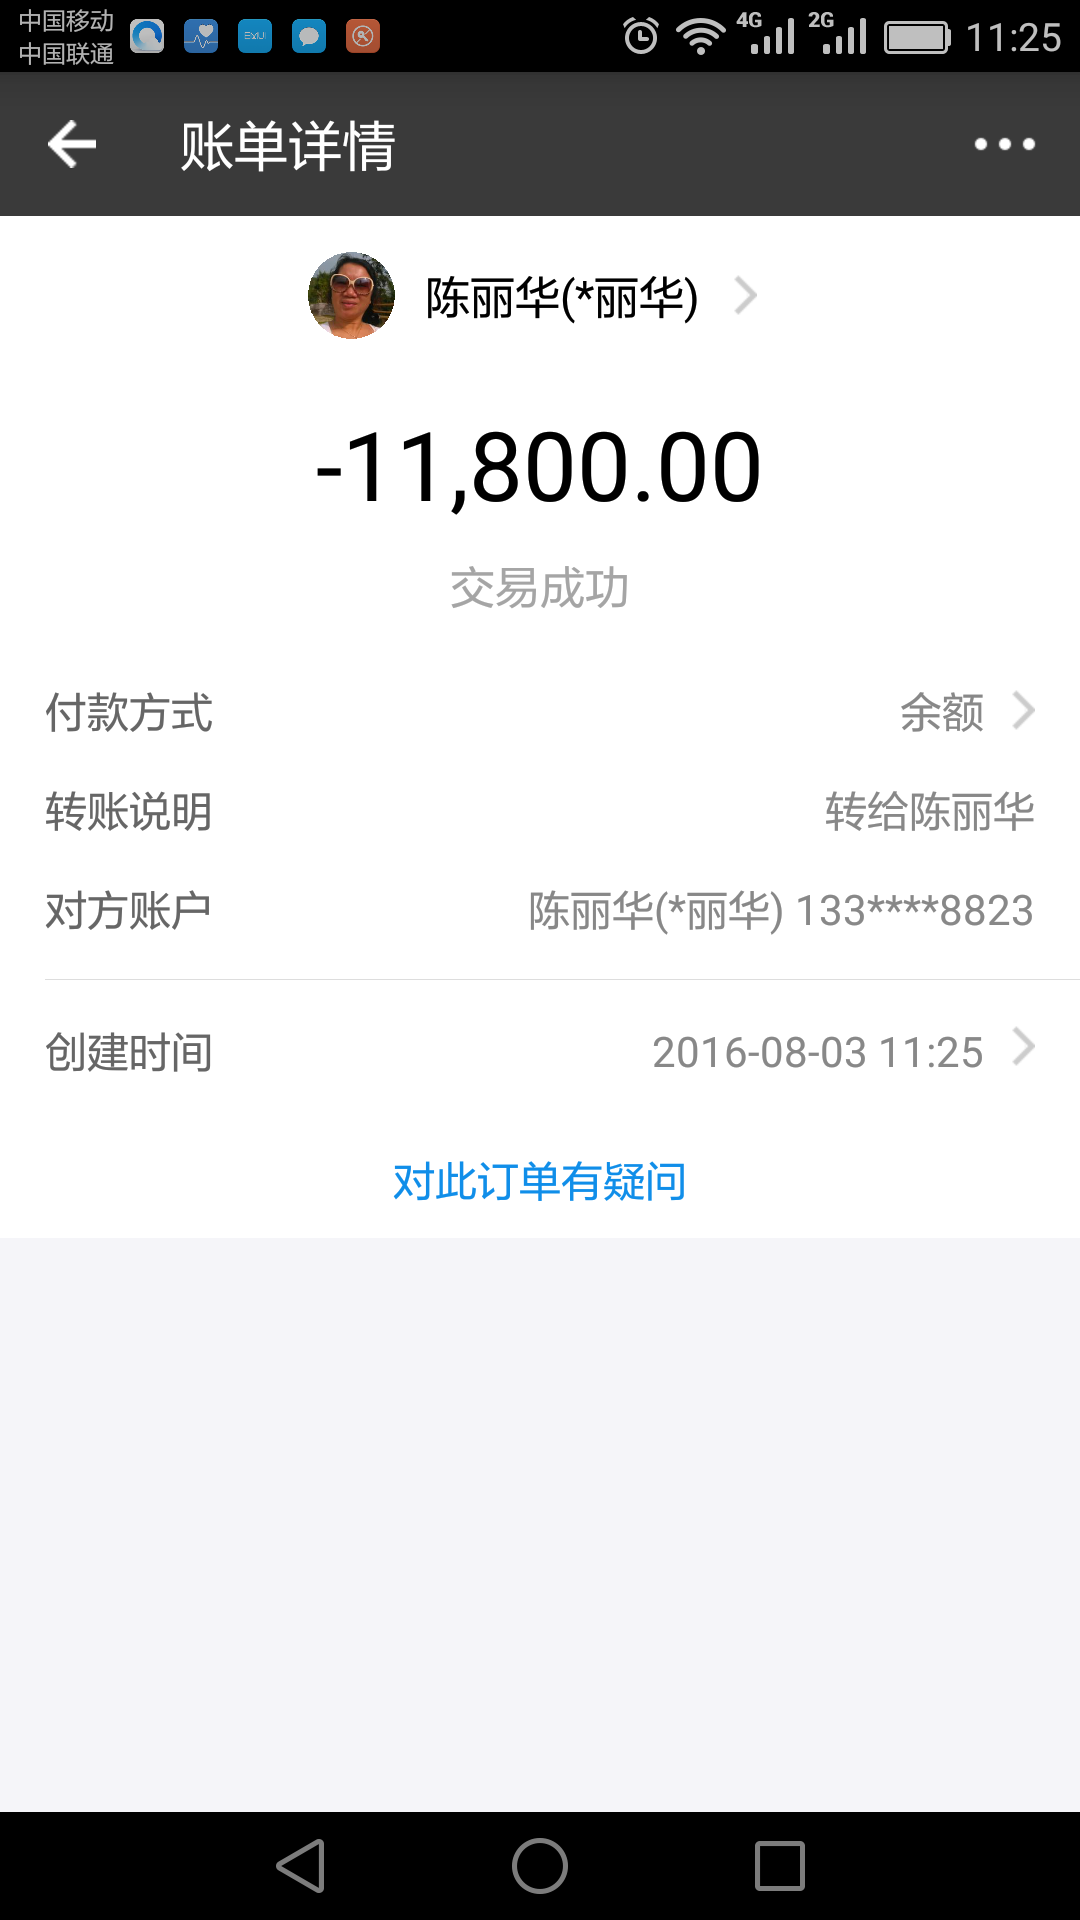 中国移动
中国联通
4G 2G 11:25
账单详情
陈丽华(*丽华)
-11,800.00
交易成功
付款方式 余额
转账说明 转给陈丽华
对方账户 陈丽华(*丽华) 133****8823
创建时间 2016-08-03 11:25
对此订单有疑问